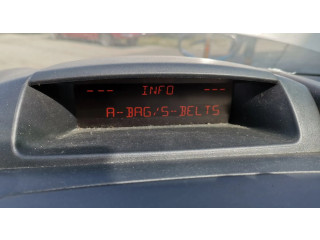 --- INFO ---
A-BAG/S-BELTS